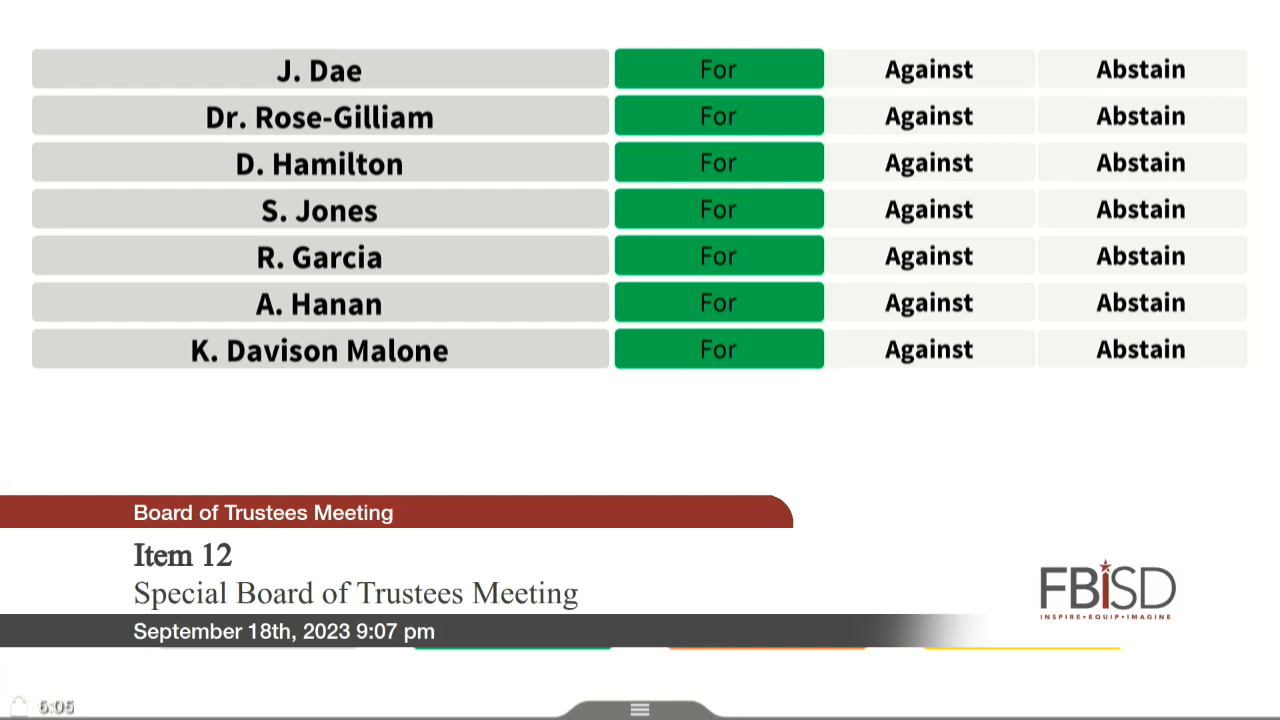 J. Dae For Against Abstain
Dr. Rose-Gilliam For Against Abstain
D. Hamilton For Against Abstain
S. Jones For Against Abstain
R. Garcia For Against Abstain
A. Hanan For Against Abstain
K. Davison Malone For Against Abstain
Board of Trustees Meeting
Item 12
Special Board of Trustees Meeting
September 18th, 2023 9:07 pm
FBiSD
INSPIRE•EQUIP•IMAGINE
6:05